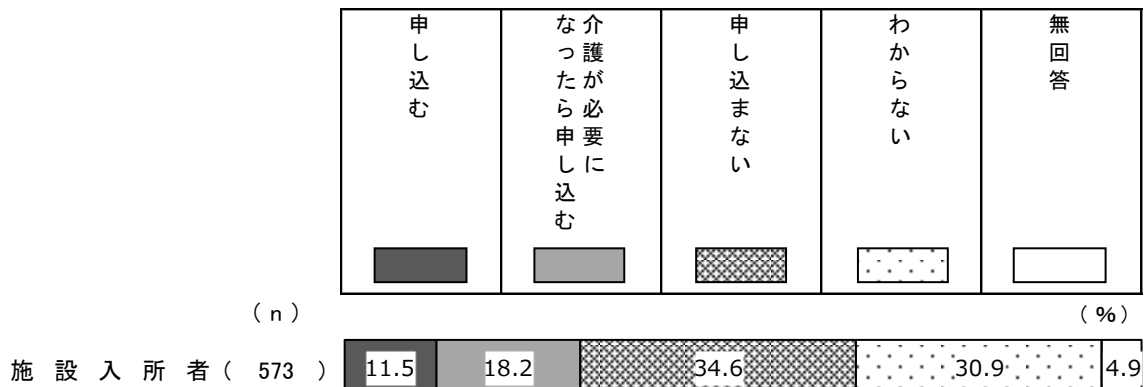 申し込む
介護が必要に
なったら申し込む
申し込まない
わからない
無回答
(n)
(%)
施設入所者( 573 )
11.5
18.2
34.6
30.9
4.9